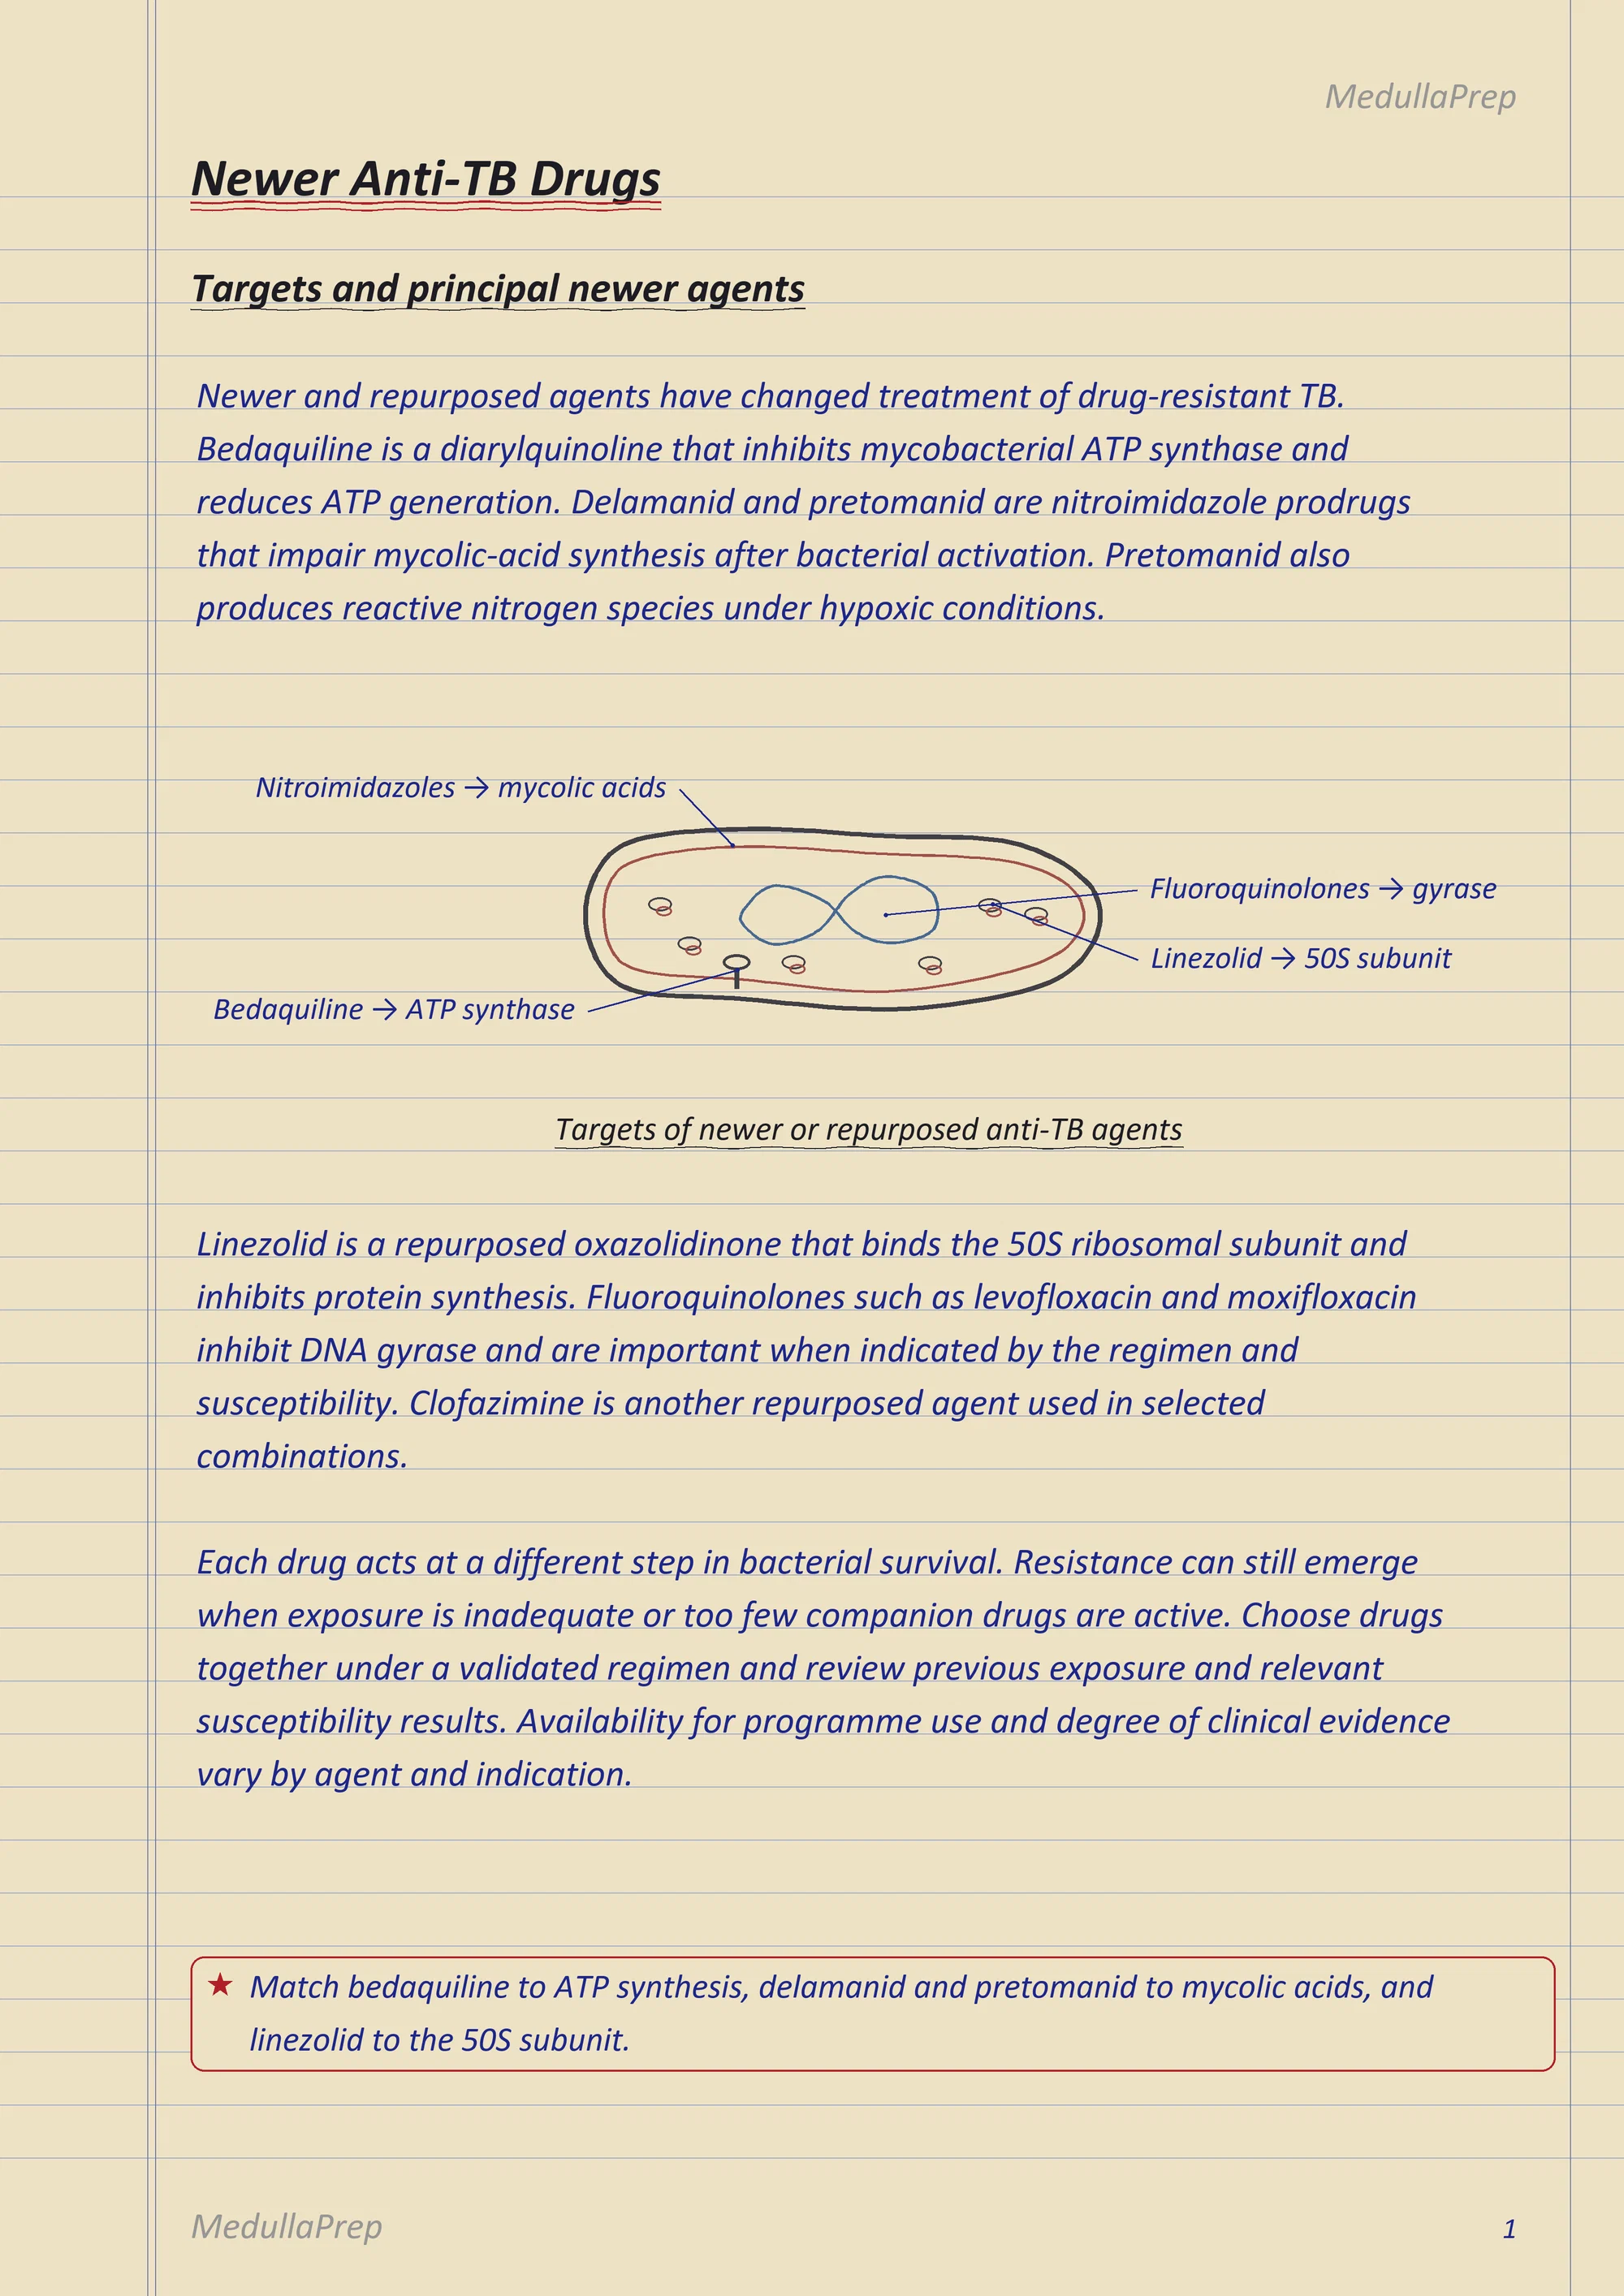 MedullaPrep
Newer Anti-TB Drugs
Targets and principal newer agents
Newer and repurposed agents have changed treatment of drug-resistant TB.
Bedaquiline is a diarylquinoline that inhibits mycobacterial ATP synthase and
reduces ATP generation. Delamanid and pretomanid are nitroimidazole prodrugs
that impair mycolic-acid synthesis after bacterial activation. Pretomanid also
produces reactive nitrogen species under hypoxic conditions.
Nitroimidazoles → mycolic acids
Fluoroquinolones → gyrase
Linezolid → 50S subunit
Bedaquiline → ATP synthase
Targets of newer or repurposed anti-TB agents
Linezolid is a repurposed oxazolidinone that binds the 50S ribosomal subunit and
inhibits protein synthesis. Fluoroquinolones such as levofloxacin and moxifloxacin
inhibit DNA gyrase and are important when indicated by the regimen and
susceptibility. Clofazimine is another repurposed agent used in selected
combinations.
Each drug acts at a different step in bacterial survival. Resistance can still emerge
when exposure is inadequate or too few companion drugs are active. Choose drugs
together under a validated regimen and review previous exposure and relevant
susceptibility results. Availability for programme use and degree of clinical evidence
vary by agent and indication.
★ Match bedaquiline to ATP synthesis, delamanid and pretomanid to mycolic acids, and
linezolid to the 50S subunit.
MedullaPrep
1